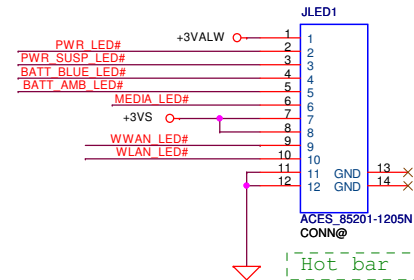 JLED1
+3VALW 1 1
PWR_LED# 2 2
PWR_SUSP_LED# 3 3
BATT_BLUE_LED# 4 4
BATT_AMB_LED# 5 5
MEDIA_LED# 6 6
+3VS 7 7
8 8
WWAN_LED# 9 9
WLAN_LED# 10 10
11 11 GND 13
12 12 GND 14
ACES_85201-1205N
CONN@
Hot bar